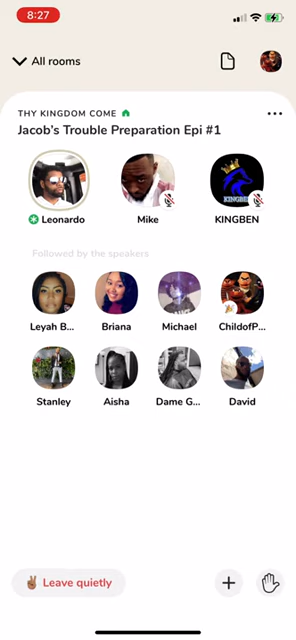 8:27
All rooms
THY KINGDOM COME
Jacob's Trouble Preparation Epi #1
Leonardo
Mike
KINGBEN
KINGBEN
Followed by the speakers
Leyah B...
Briana
Michael
ChildofP...
Stanley
Aisha
Dame G...
David
Leave quietly